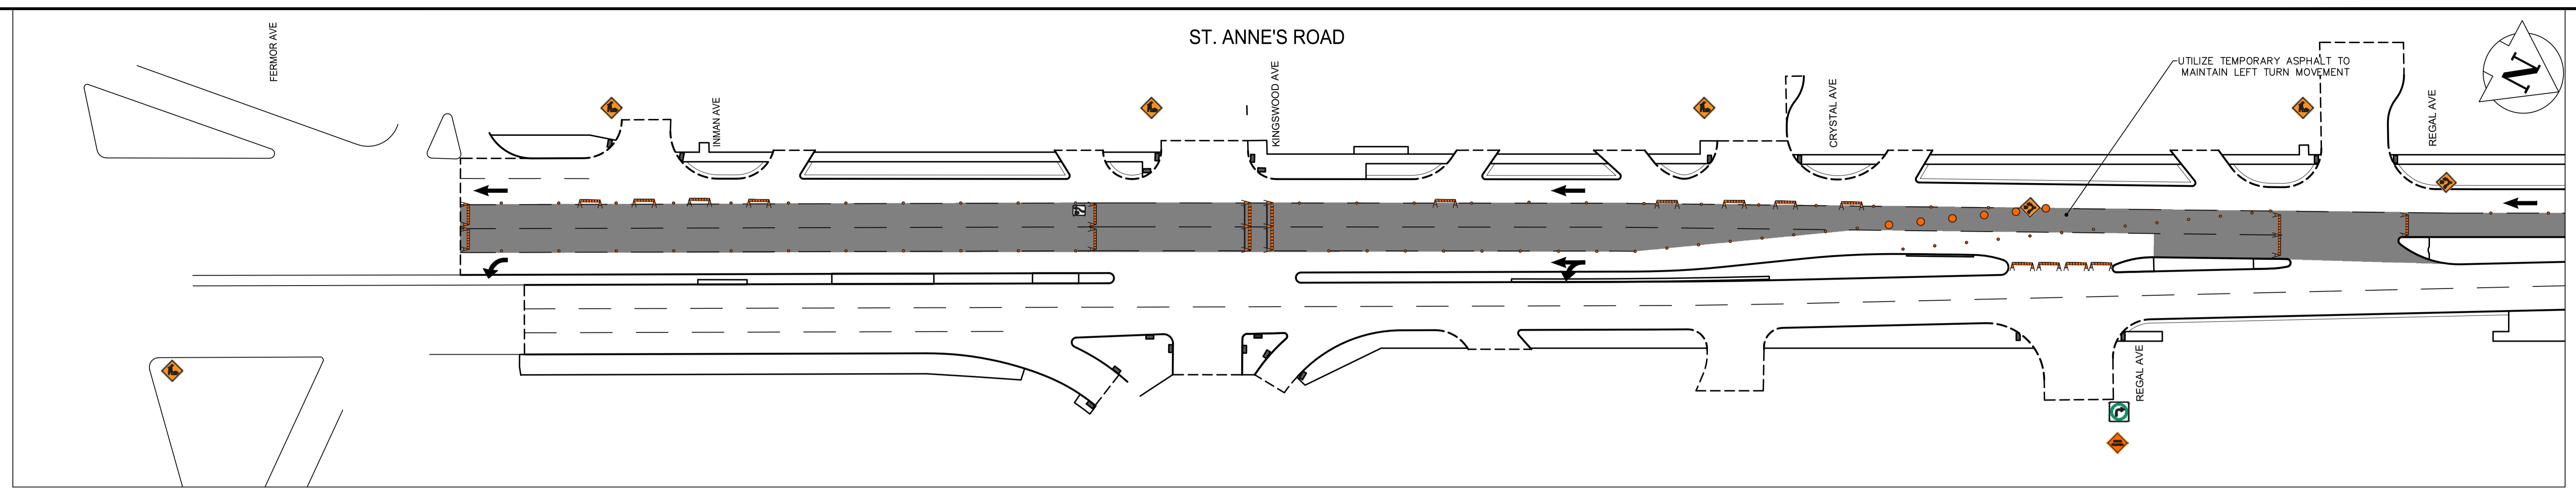 ST. ANNE'S ROAD
FERMOR AVE
INMAN AVE
KINGSWOOD AVE
CRYSTAL AVE
UTILIZE TEMPORARY ASPHALT TO
MAINTAIN LEFT TURN MOVEMENT
REGAL AVE
N
REGAL AVE